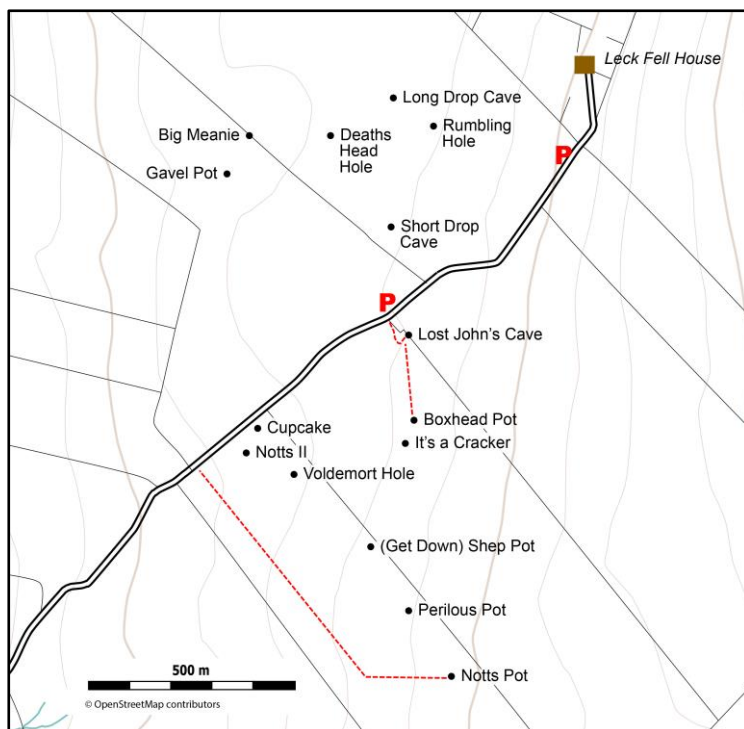 Leck Fell House
Long Drop Cave
Rumbling
Hole
Big Meanie
Deaths
Head
Hole
P
Gavel Pot
Short Drop
Cave
P
Lost John's Cave
Boxhead Pot
Cupcake
It's a Cracker
Notts II
Voldemort Hole
(Get Down) Shep Pot
Perilous Pot
500 m
Notts Pot
© OpenStreetMap contributors